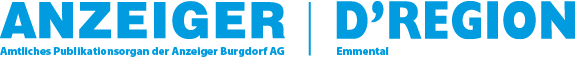 ANZEIGER | D'REGION
Amtliches Publikationsorgan der Anzeiger Burgdorf AG | Emmental